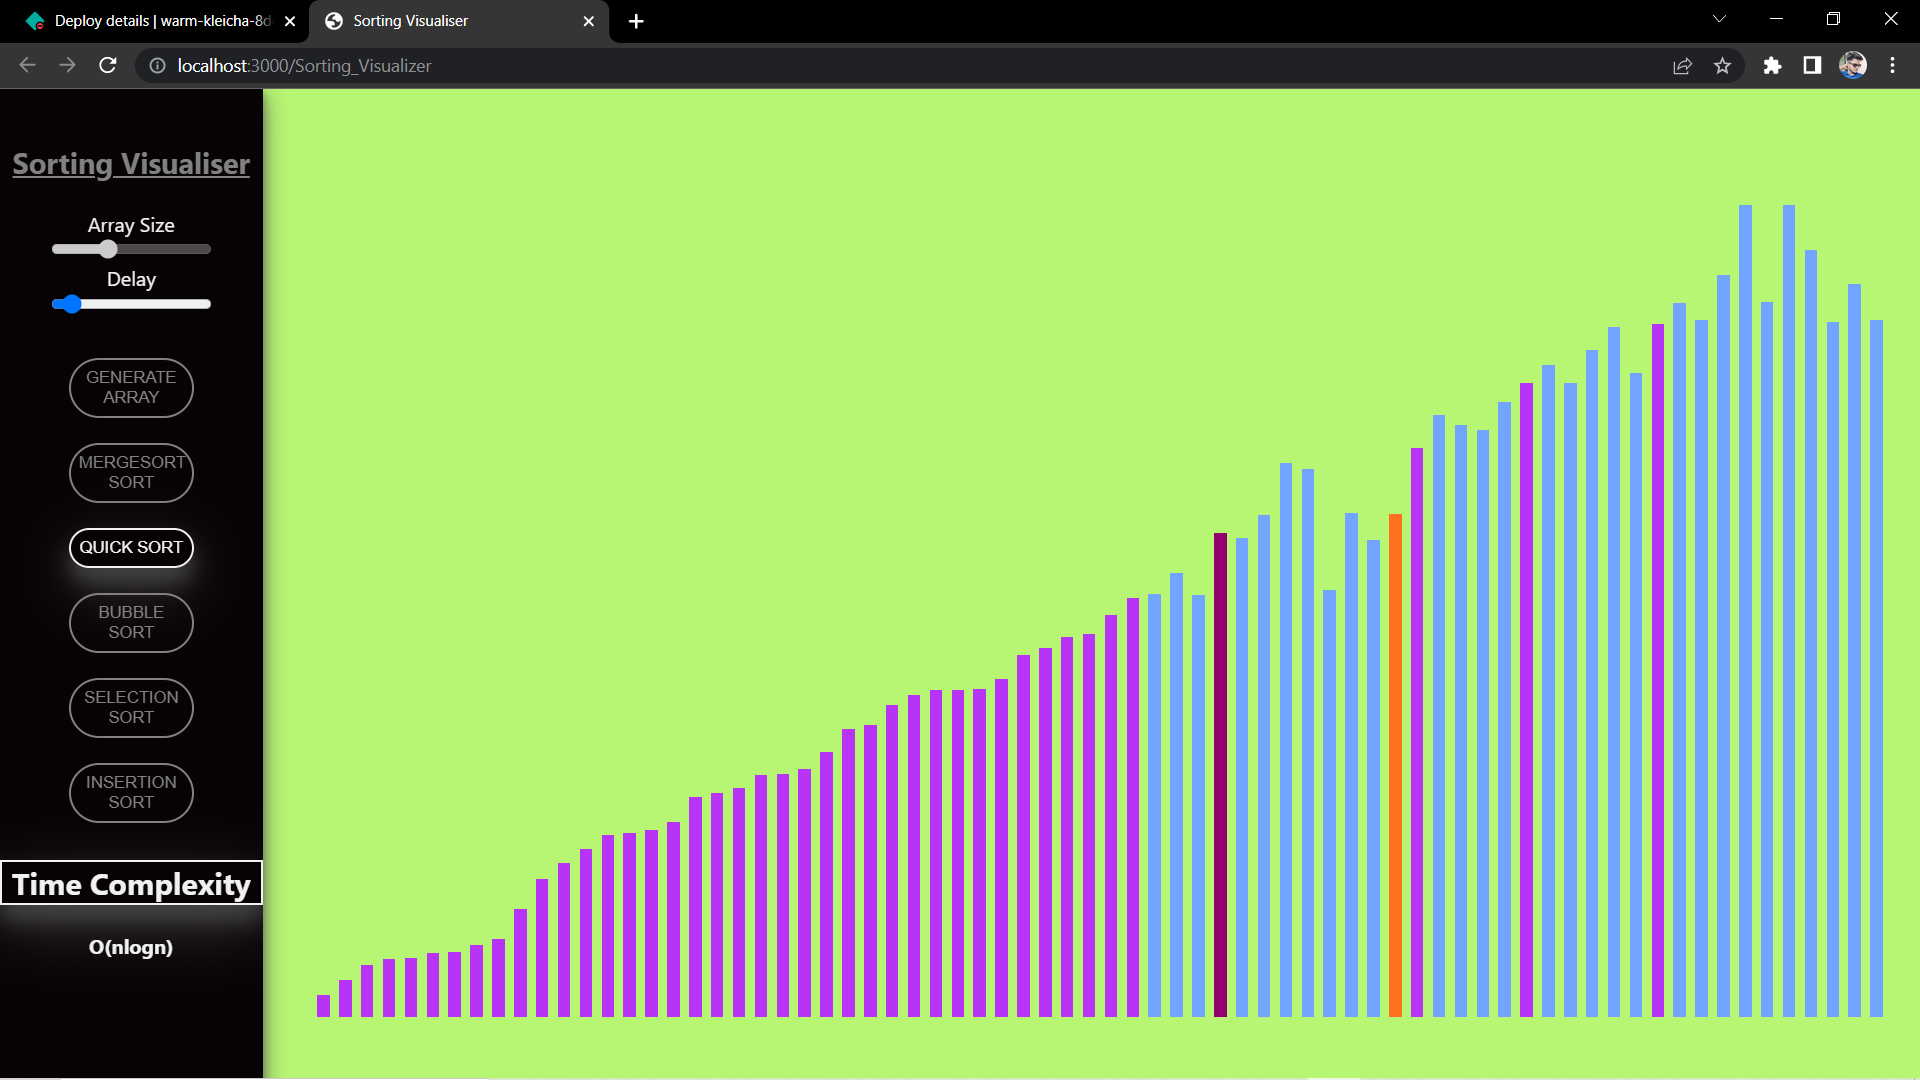 Deploy details | warm-kleicha-8d
Sorting Visualiser
localhost:3000/Sorting_Visualizer
Sorting Visualiser
Array Size
Delay
GENERATE
ARRAY
MERGESORT
SORT
QUICK SORT
BUBBLE
SORT
SELECTION
SORT
INSERTION
SORT
Time Complexity
O(nlogn)